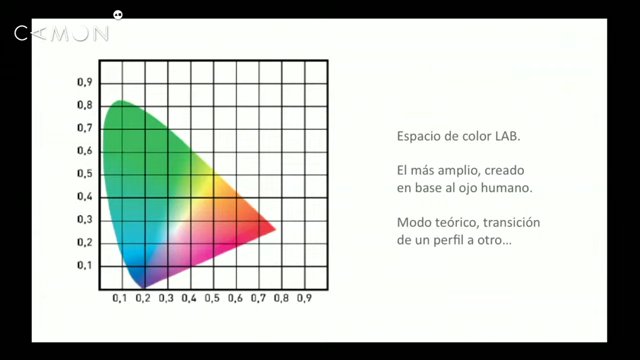 CAMON
0,9
0,8
0,7
0,6
0,5
0,4
0,3
0,2
0,1
0,1 0,2 0,3 0,4 0,5 0,6 0,7 0,8 0,9
Espacio de color LAB.
El más amplio, creado
en base al ojo humano.
Modo teórico, transición
de un perfil a otro...